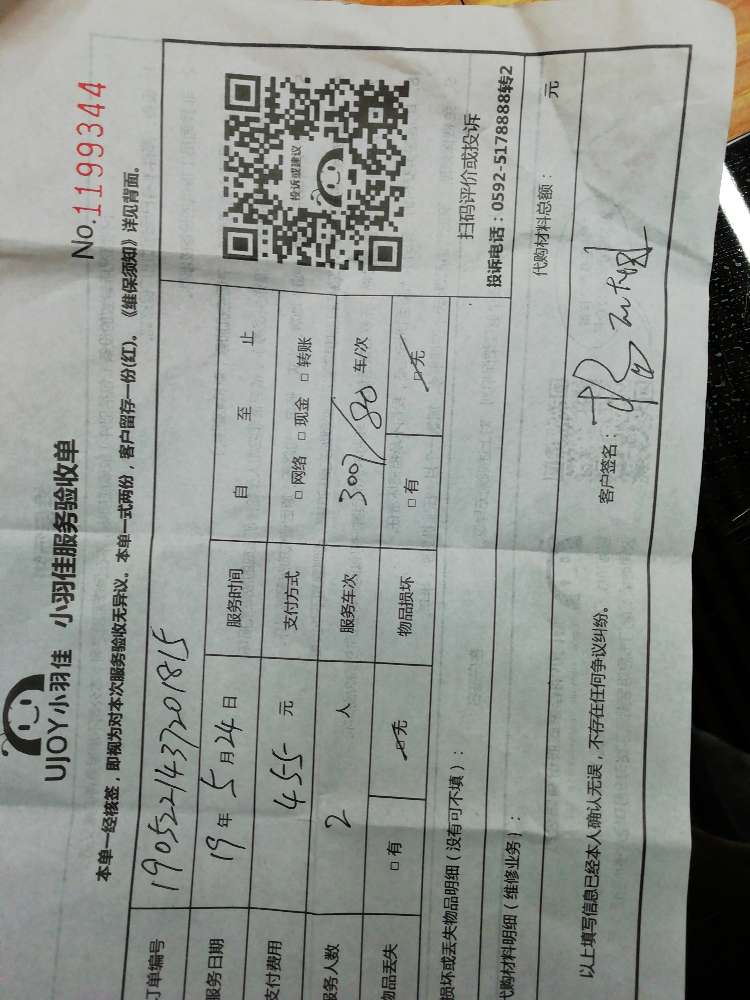 UJOY小羽佳 小羽佳服务验收单
No.1199344
本单一经核签，即视为对本次服务验收无异议。本单一式两份，客户留存一份(红)。《维保须知》详见背面。
订单编号 1905221437201815
服务日期 19年5月24日 服务时间 自 至 止
支付费用 455元 支付方式 □网络 □现金 □转账
服务人数 2人 服务车次 300/80 车/次
物品丢失 □有 □无 物品损坏 □有 □无
投诉或建议
扫码评价或投诉
投诉电话：0592-5178888转2
损坏或丢失物品明细（没有可不填）：
代购材料明细（维修业务）： 代购材料总额： 元
以上填写信息已经本人确认无误，不存在任何争议纠纷。 客户签名：